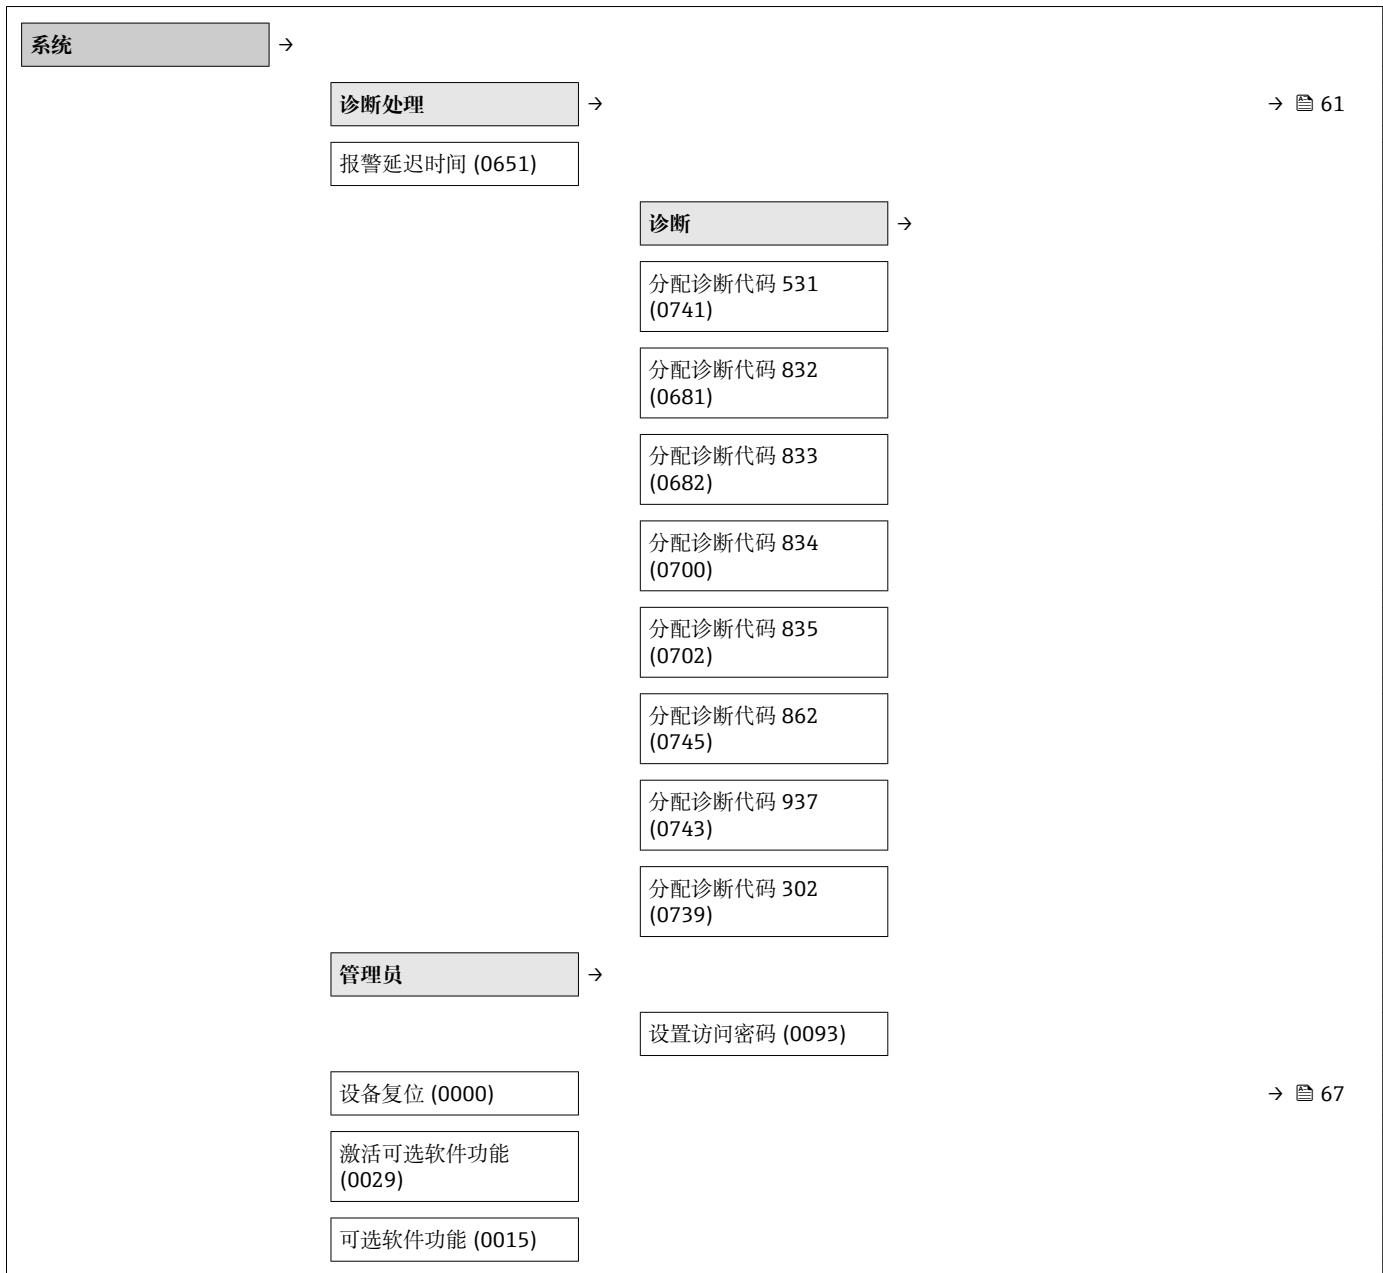 系统 →
诊断处理 → → 61
报警延迟时间 (0651)
诊断 →
分配诊断代码 531
(0741)
分配诊断代码 832
(0681)
分配诊断代码 833
(0682)
分配诊断代码 834
(0700)
分配诊断代码 835
(0702)
分配诊断代码 862
(0745)
分配诊断代码 937
(0743)
分配诊断代码 302
(0739)
管理员 →
设置访问密码 (0093)
设备复位 (0000) → 67
激活可选软件功能
(0029)
可选软件功能 (0015)